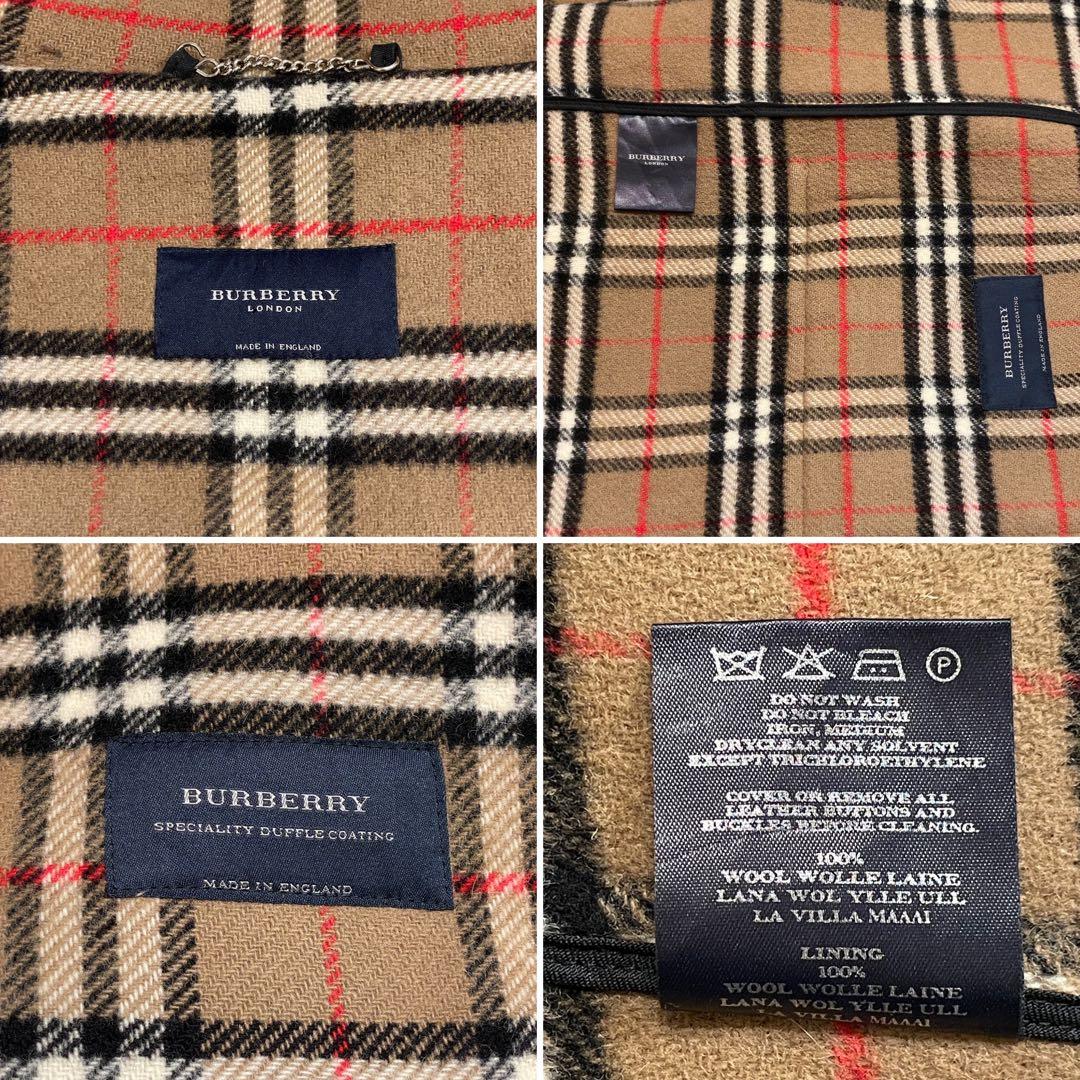 BURBERRY
LONDON
MADE IN ENGLAND
BURBERRY
LONDON
BURBERRY
SPECIALITY DUFFLE COATING
MADE IN ENGLAND
BURBERRY
SPECIALITY DUFFLE COATING
MADE IN ENGLAND
P
DO NOT WASH
DO NOT BLEACH
IRON, MEDIUM
DRYCLEAN ANY SOLVENT
EXCEPT TRICHLOROETHYLENE
COVER OR REMOVE ALL
LEATHER BUTTONS AND
BUCKLES BEFORE CLEANING.
100%
WOOL WOLLE LAINE
LANA WOL YLLE ULL
LA VILLA MAAAI
LINING
100%
WOOL WOLLE LAINE
LANA WOL YLLE ULL
LA VILLA MAAAI